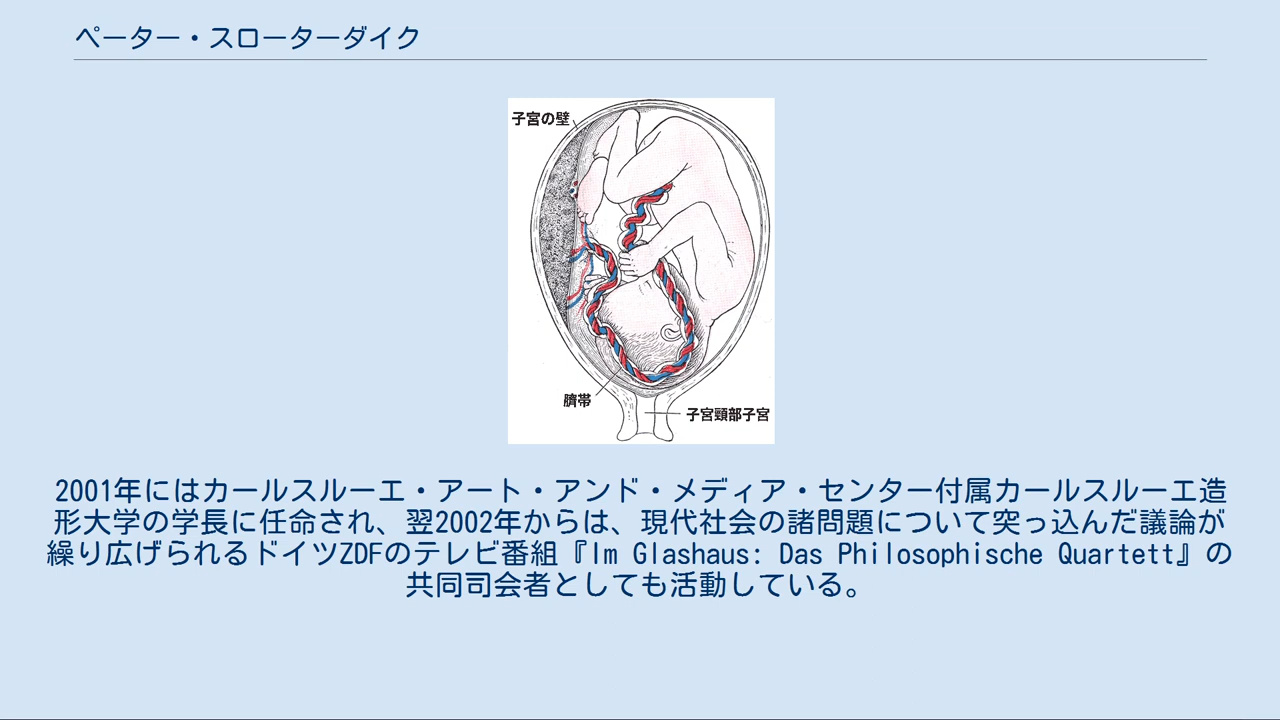 ペーター・スローターダイク
子宮の壁
臍帯
子宮頸部子宮
2001年にはカールスルーエ・アート・アンド・メディア・センター付属カールスルーエ造
形大学の学長に任命され、翌2002年からは、現代社会の諸問題について突っ込んだ議論が
繰り広げられるドイツZDFのテレビ番組『Im Glashaus: Das Philosophische Quartett』の
共同司会者としても活動している。